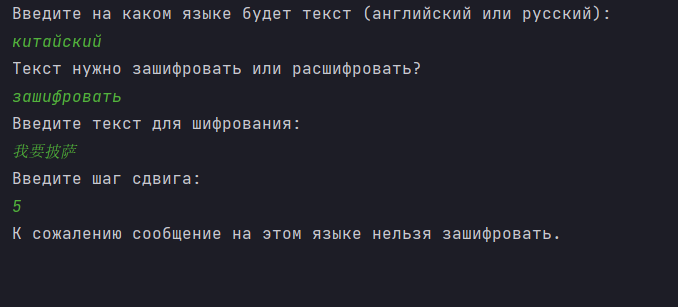 Введите на каком языке будет текст (английский или русский):
китайский
Текст нужно зашифровать или расшифровать?
зашифровать
Введите текст для шифрования:
我要披萨
Введите шаг сдвига:
5
К сожалению сообщение на этом языке нельзя зашифровать.